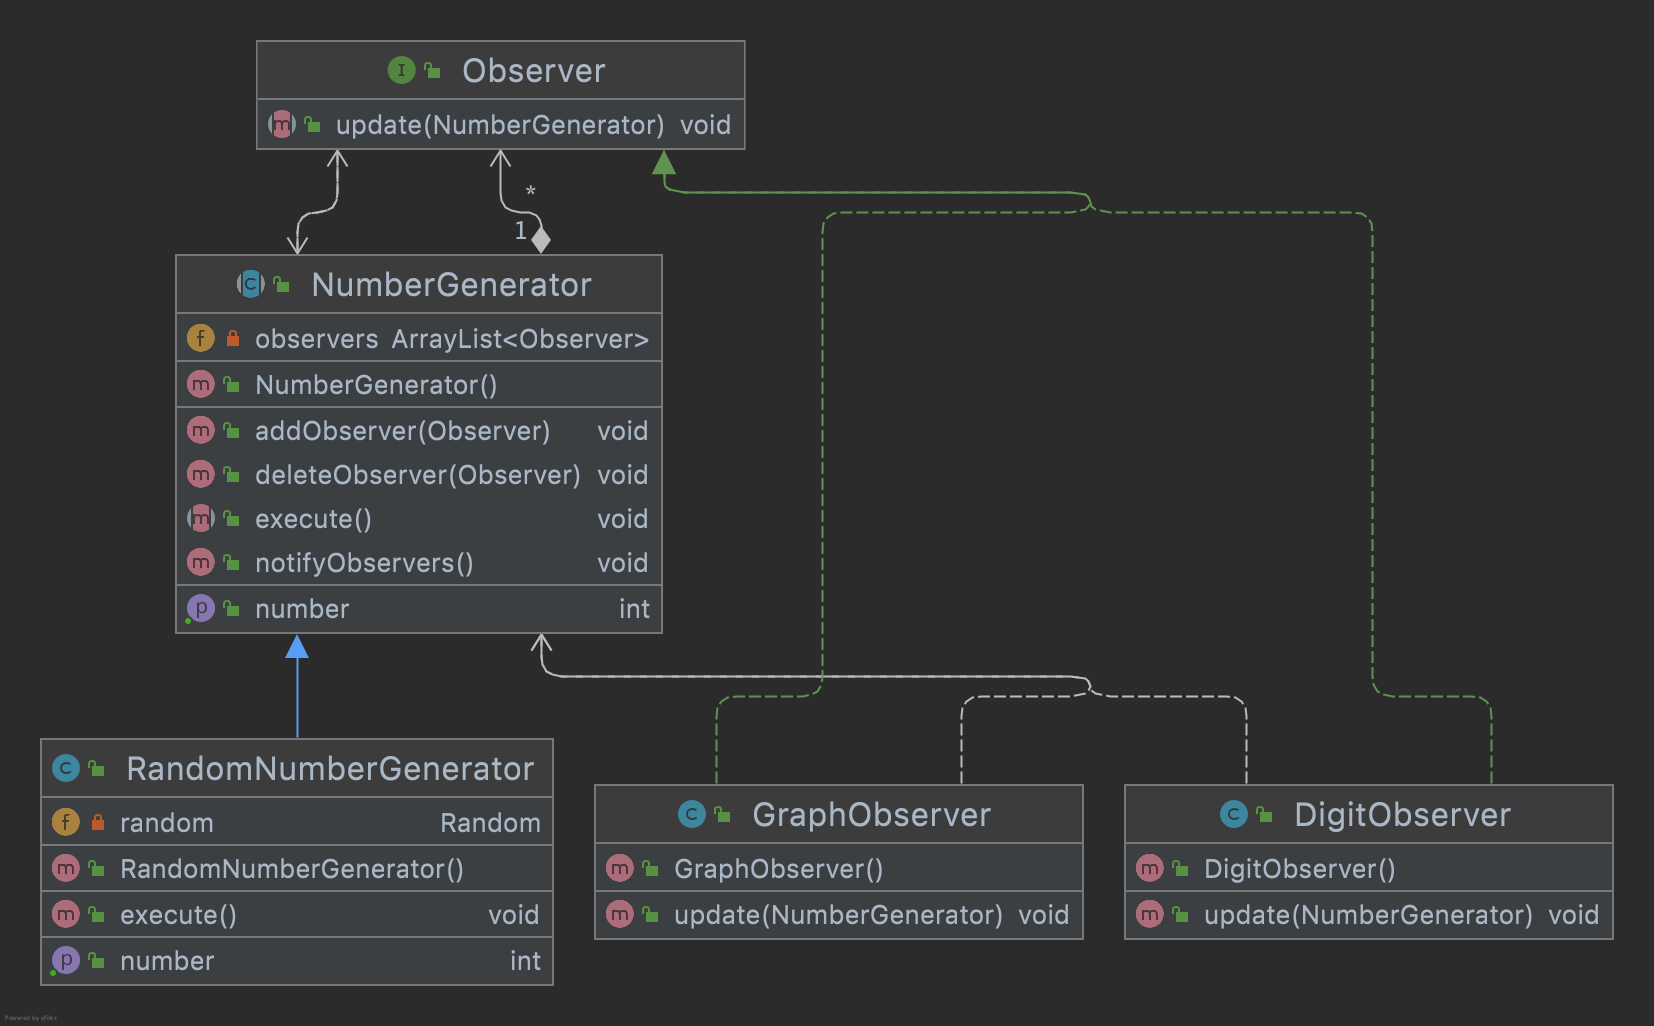 I Observer
m update(NumberGenerator) void
*
1
C NumberGenerator
f observers ArrayList<Observer>
m NumberGenerator()
m addObserver(Observer) void
m deleteObserver(Observer) void
m execute() void
m notifyObservers() void
p number int
C RandomNumberGenerator
f random Random
m RandomNumberGenerator()
m execute() void
p number int
C GraphObserver
m GraphObserver()
m update(NumberGenerator) void
C DigitObserver
m DigitObserver()
m update(NumberGenerator) void
Powered by yFiles